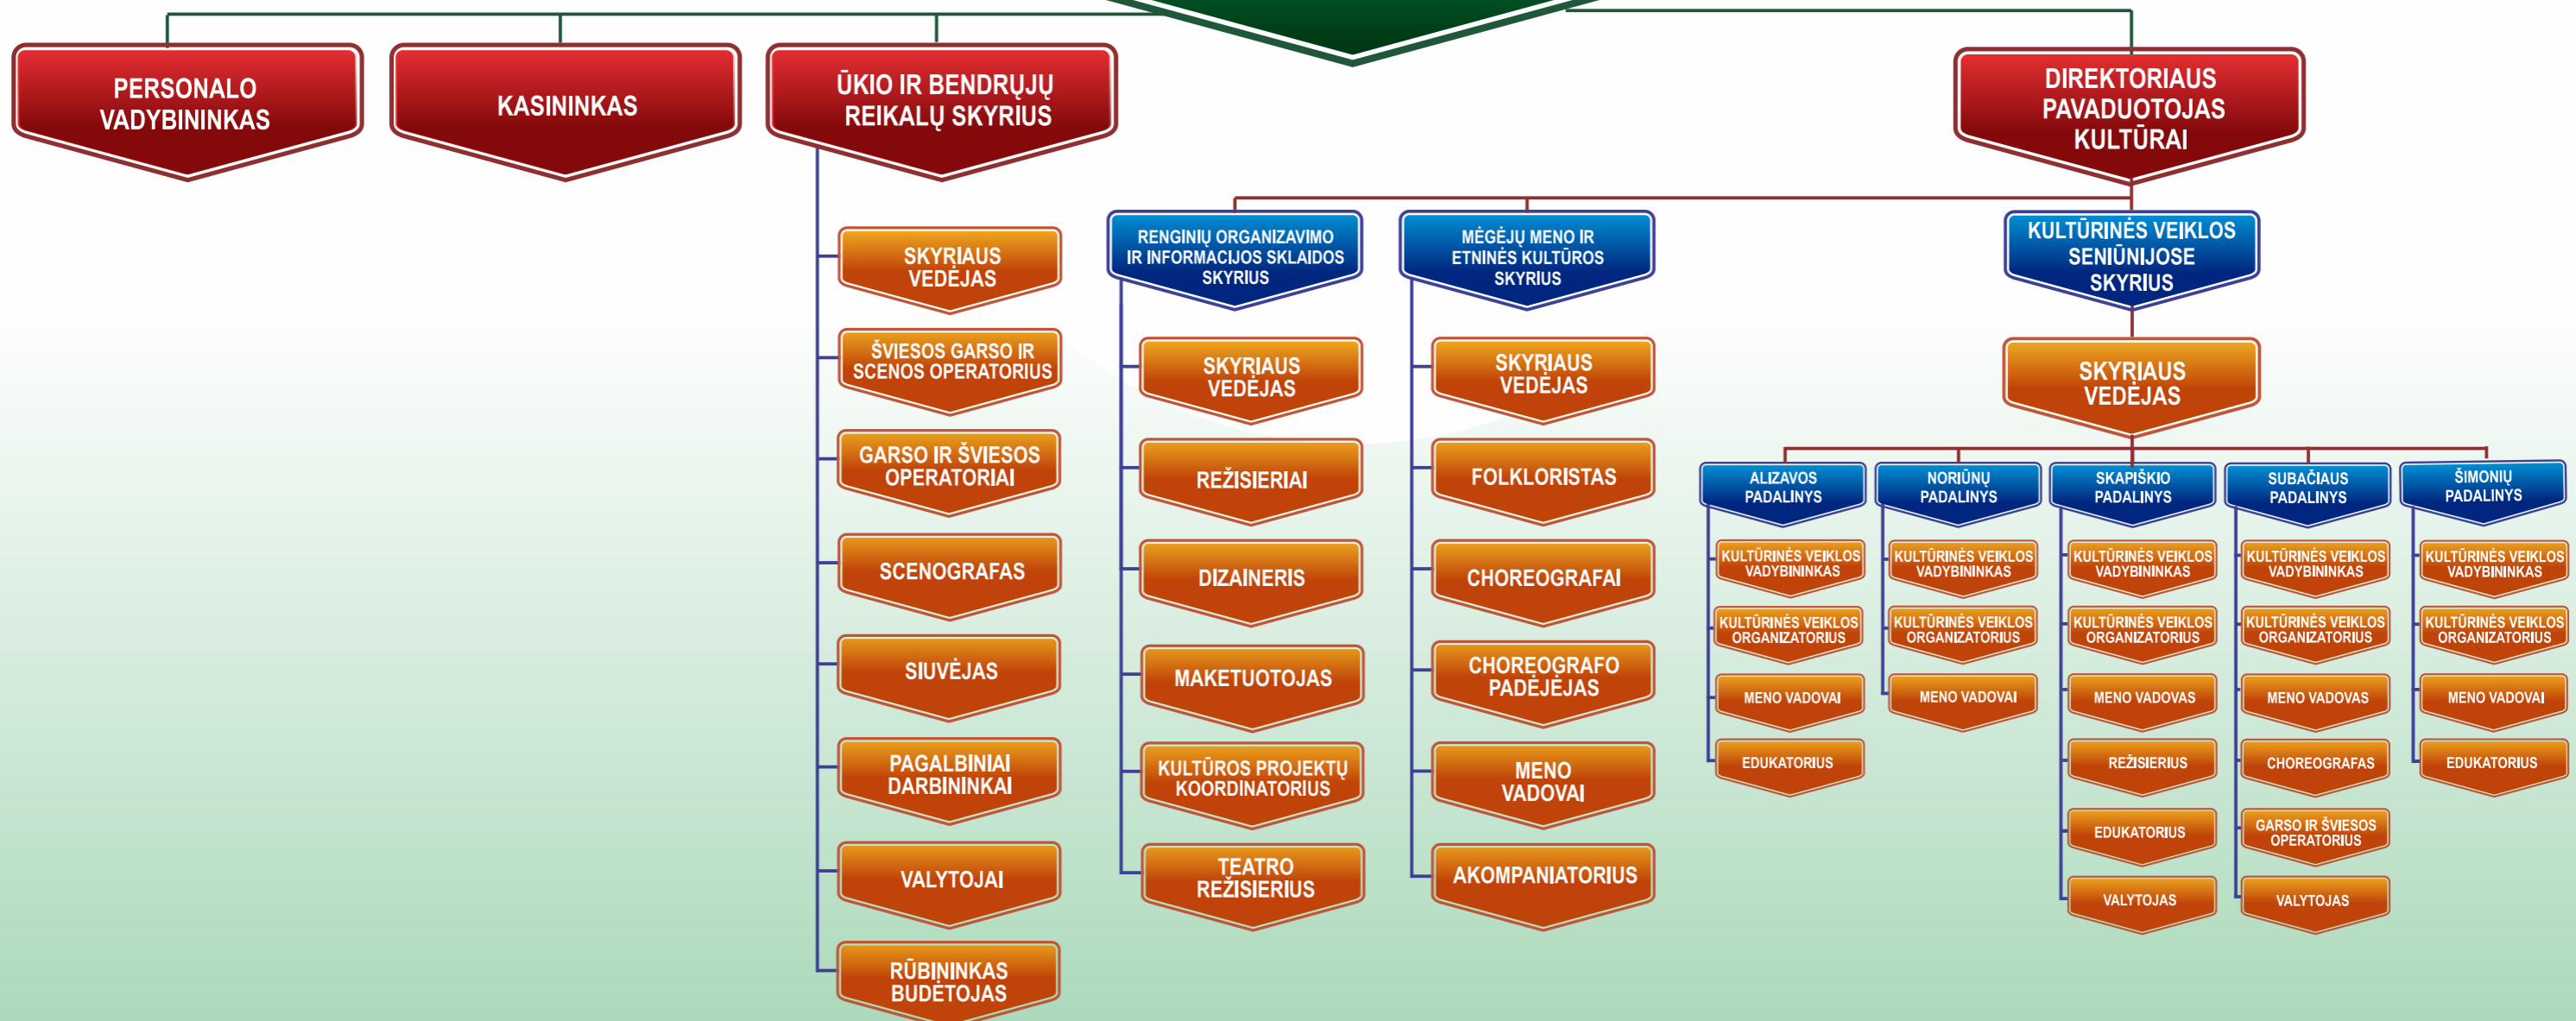 PERSONALO
VADYBININKAS
KASININKAS
ŪKIO IR BENDRŲJŲ
REIKALŲ SKYRIUS
DIREKTORIAUS
PAVADUOTOJAS
KULTŪRAI
SKYRIAUS
VEDĖJAS
ŠVIESOS GARSO IR
SCENOS OPERATORIUS
GARSO IR ŠVIESOS
OPERATORIAI
SCENOGRAFAS
SIUVĖJAS
PAGALBINIAI
DARBININKAI
VALYTOJAI
RŪBININKAS
BUDĖTOJAS
RENGINIŲ ORGANIZAVIMO
IR INFORMACIJOS SKLAIDOS
SKYRIUS
SKYRIAUS
VEDĖJAS
REŽISIERIAI
DIZAINERIS
MAKETUOTOJAS
KULTŪROS PROJEKTŲ
KOORDINATORIUS
TEATRO
REŽISIERIUS
MĖGĖJŲ MENO IR
ETNINĖS KULTŪROS
SKYRIUS
SKYRIAUS
VEDĖJAS
FOLKLORISTAS
CHOREOGRAFAI
CHOREOGRAFO
PADĖJĖJAS
MENO
VADOVAI
AKOMPANIATORIUS
KULTŪRINĖS VEIKLOS
SENIŪNIJOSE
SKYRIUS
SKYRIAUS
VEDĖJAS
ALIZAVOS
PADALINYS
KULTŪRINĖS VEIKLOS
VADYBININKAS
KULTŪRINĖS VEIKLOS
ORGANIZATORIUS
MENO VADOVAI
EDUKATORIUS
NORIŪNŲ
PADALINYS
KULTŪRINĖS VEIKLOS
VADYBININKAS
KULTŪRINĖS VEIKLOS
ORGANIZATORIUS
MENO VADOVAI
SKAPIŠKIO
PADALINYS
KULTŪRINĖS VEIKLOS
VADYBININKAS
KULTŪRINĖS VEIKLOS
ORGANIZATORIUS
MENO VADOVAS
REŽISIERIUS
EDUKATORIUS
VALYTOJAS
SUBAČIAUS
PADALINYS
KULTŪRINĖS VEIKLOS
VADYBININKAS
KULTŪRINĖS VEIKLOS
ORGANIZATORIUS
MENO VADOVAS
CHOREOGRAFAS
GARSO IR ŠVIESOS
OPERATORIUS
VALYTOJAS
ŠIMONIŲ
PADALINYS
KULTŪRINĖS VEIKLOS
VADYBININKAS
KULTŪRINĖS VEIKLOS
ORGANIZATORIUS
MENO VADOVAI
EDUKATORIUS